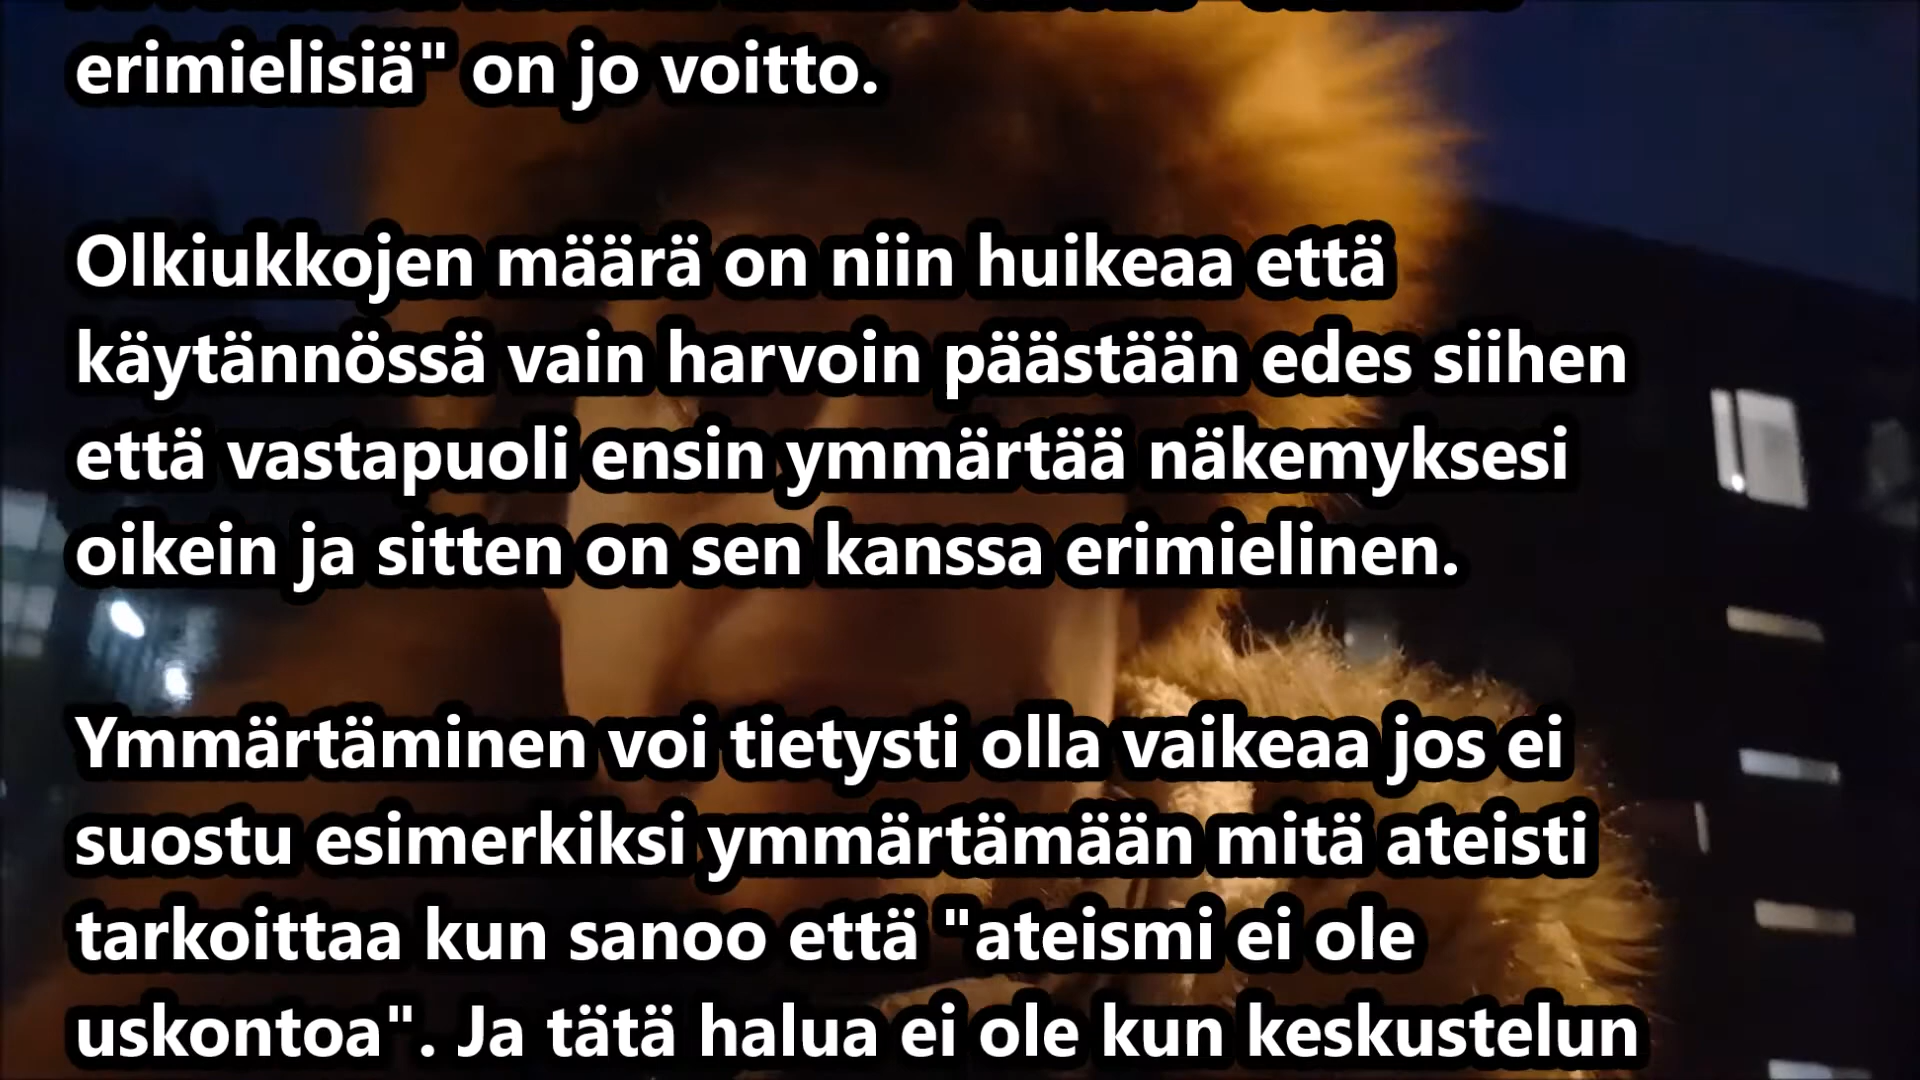 erimielisiä" on jo voitto.
Olkiukkojen määrä on niin huikeaa että
käytännössä vain harvoin päästään edes siihen
että vastapuoli ensin ymmärtää näkemyksesi
oikein ja sitten on sen kanssa erimielinen.
Ymmärtäminen voi tietysti olla vaikeaa jos ei
suostu esimerkiksi ymmärtämään mitä ateisti
tarkoittaa kun sanoo että "ateismi ei ole
uskontoa". Ja tätä halua ei ole kun keskustelun